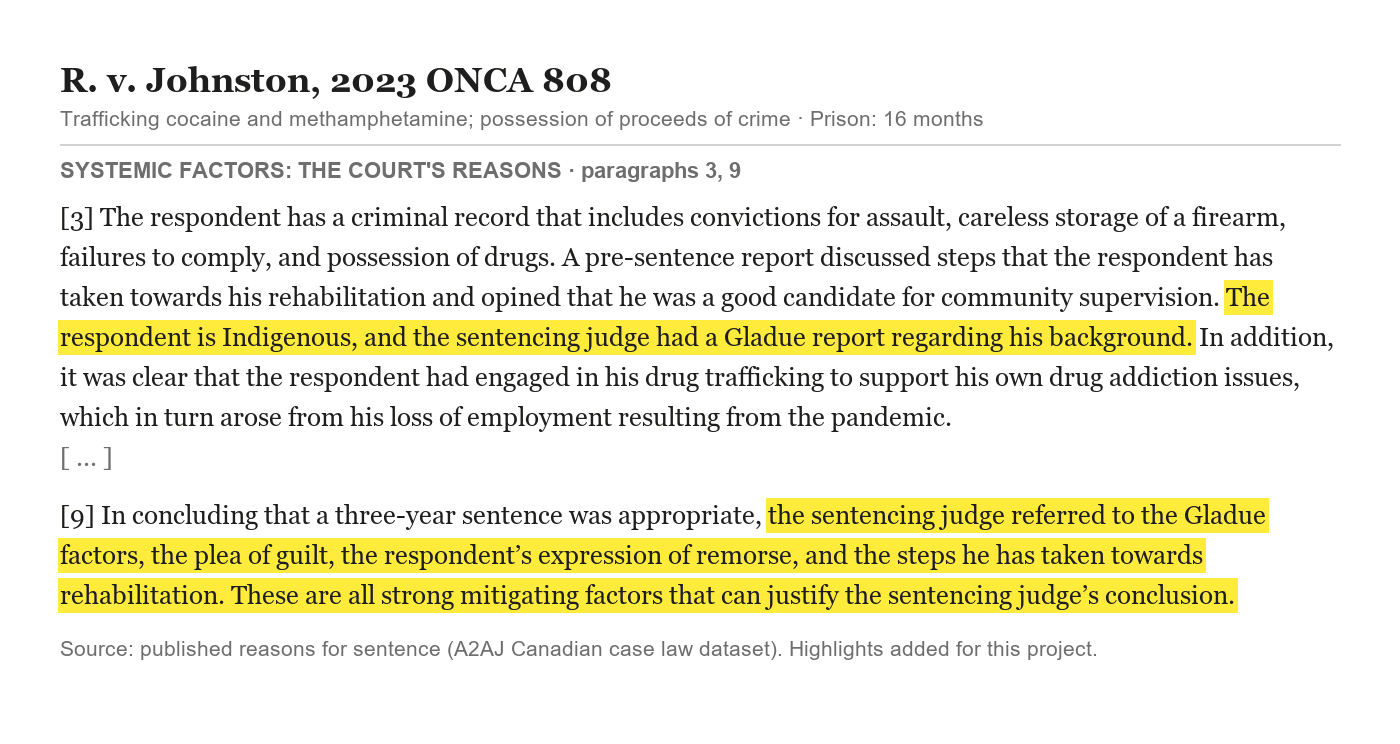 R. v. Johnston, 2023 ONCA 808
Trafficking cocaine and methamphetamine; possession of proceeds of crime · Prison: 16 months
SYSTEMIC FACTORS: THE COURT'S REASONS · paragraphs 3, 9
[3] The respondent has a criminal record that includes convictions for assault, careless storage of a firearm,
failures to comply, and possession of drugs. A pre-sentence report discussed steps that the respondent has
taken towards his rehabilitation and opined that he was a good candidate for community supervision. The
respondent is Indigenous, and the sentencing judge had a Gladue report regarding his background. In addition,
it was clear that the respondent had engaged in his drug trafficking to support his own drug addiction issues,
which in turn arose from his loss of employment resulting from the pandemic.
[ ... ]
[9] In concluding that a three-year sentence was appropriate, the sentencing judge referred to the Gladue
factors, the plea of guilt, the respondent’s expression of remorse, and the steps he has taken towards
rehabilitation. These are all strong mitigating factors that can justify the sentencing judge’s conclusion.
Source: published reasons for sentence (A2AJ Canadian case law dataset). Highlights added for this project.